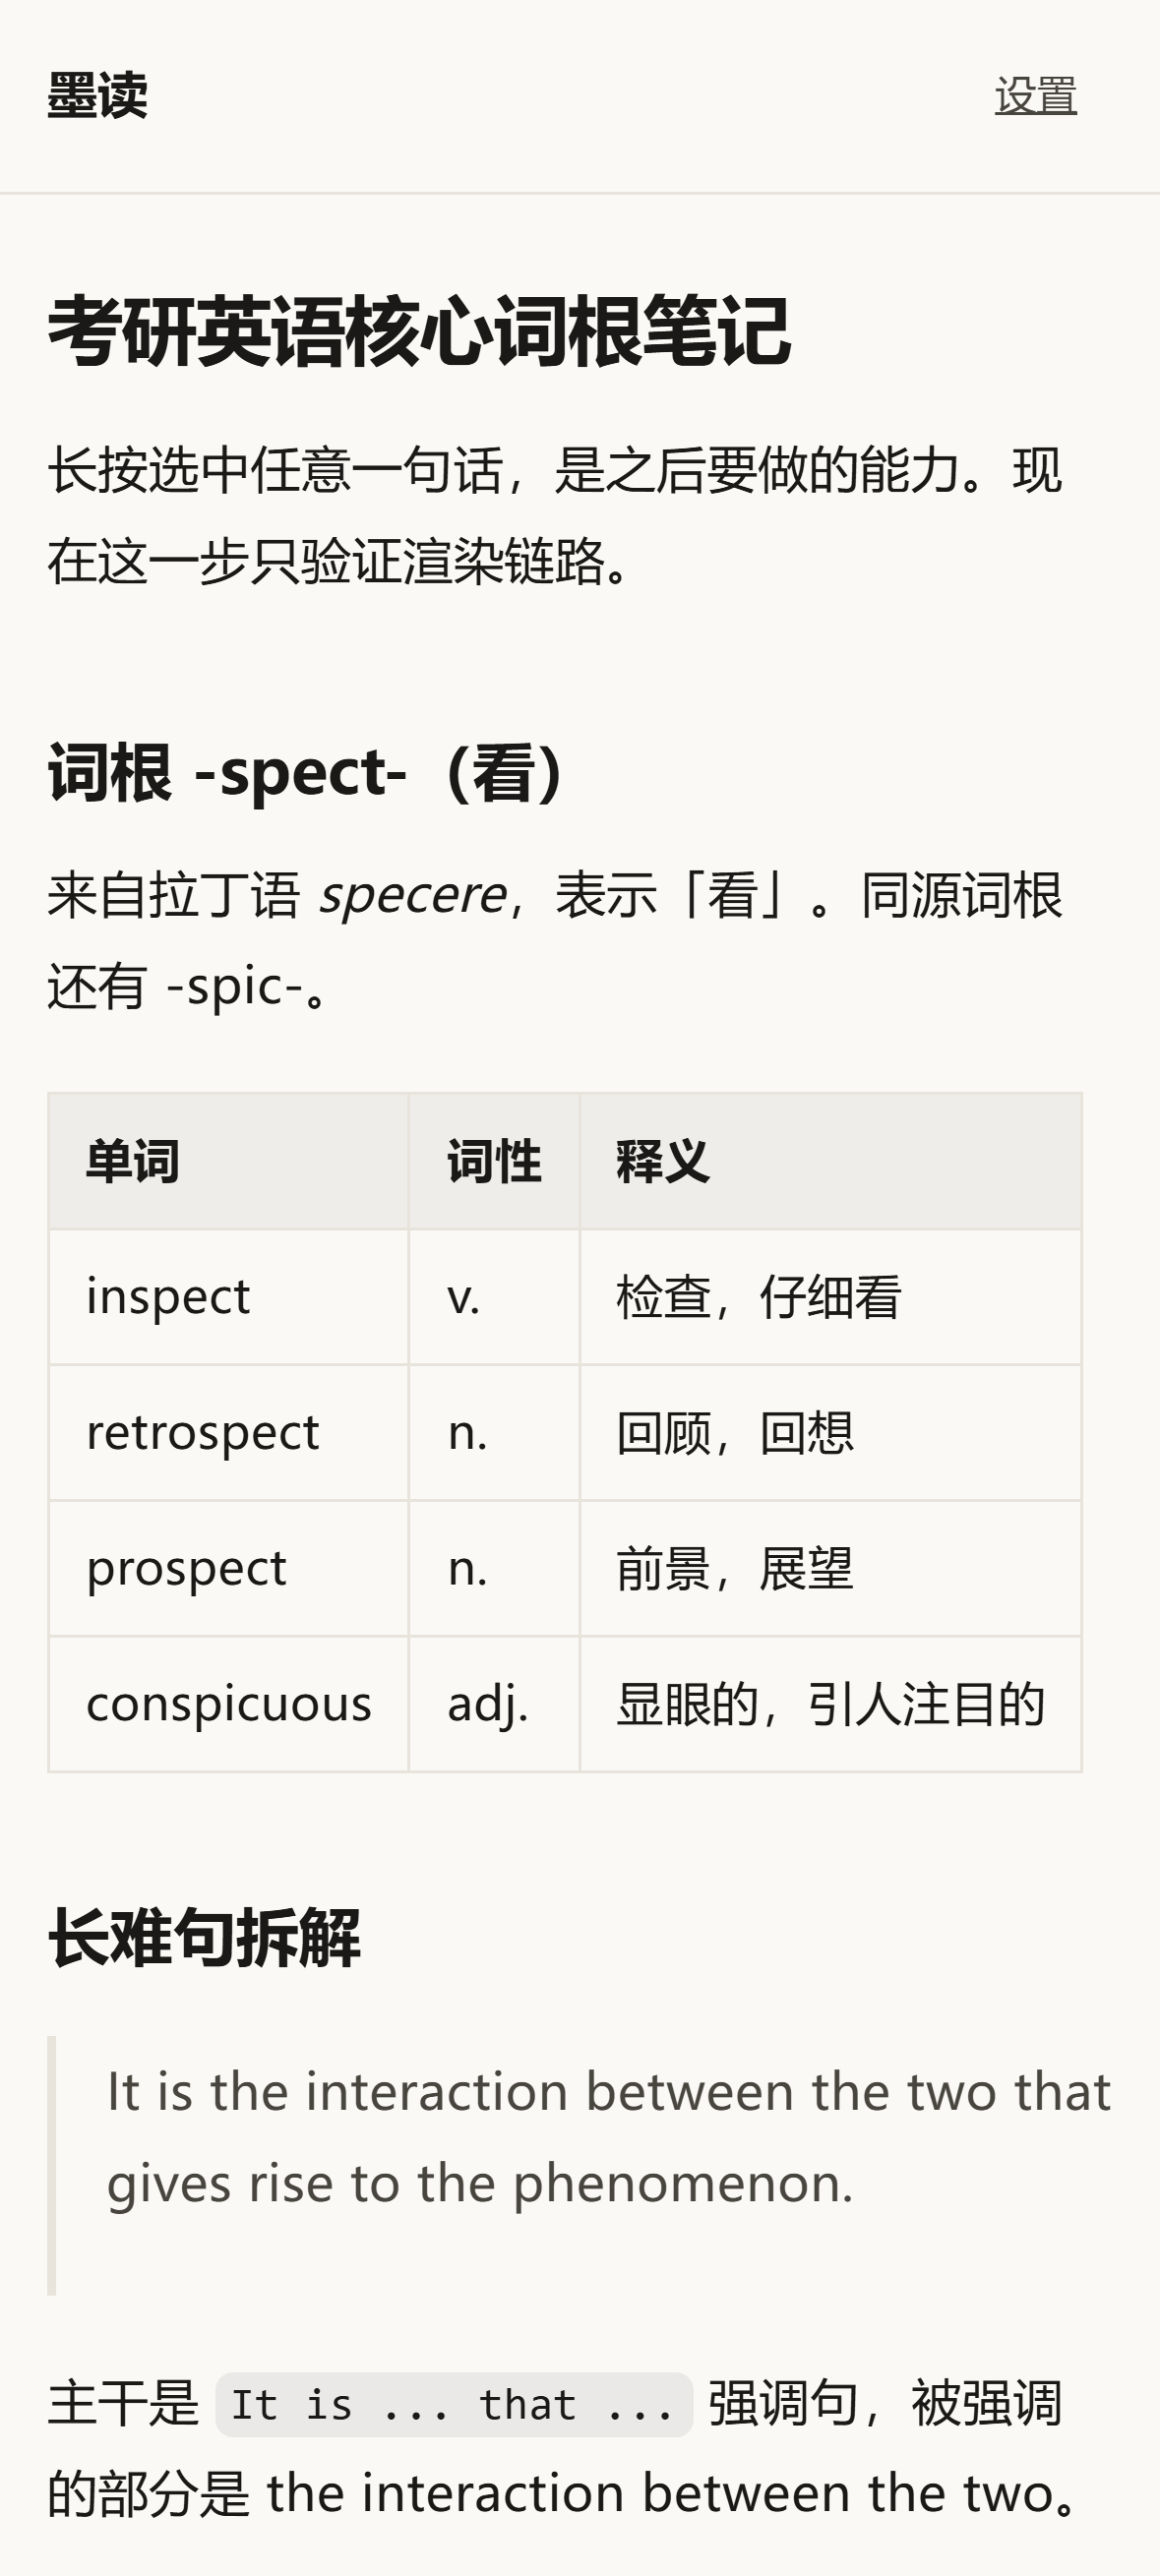 墨读
设置
考研英语核心词根笔记
长按选中任意一句话，是之后要做的能力。现
在这一步只验证渲染链路。
词根 -spect-（看）
来自拉丁语 specere，表示「看」。同源词根
还有 -spic-。
单词 词性 释义
inspect v. 检查，仔细看
retrospect n. 回顾，回想
prospect n. 前景，展望
conspicuous adj. 显眼的，引人注目的
长难句拆解
It is the interaction between the two that
gives rise to the phenomenon.
主干是 It is ... that ... 强调句，被强调
的部分是 the interaction between the two。